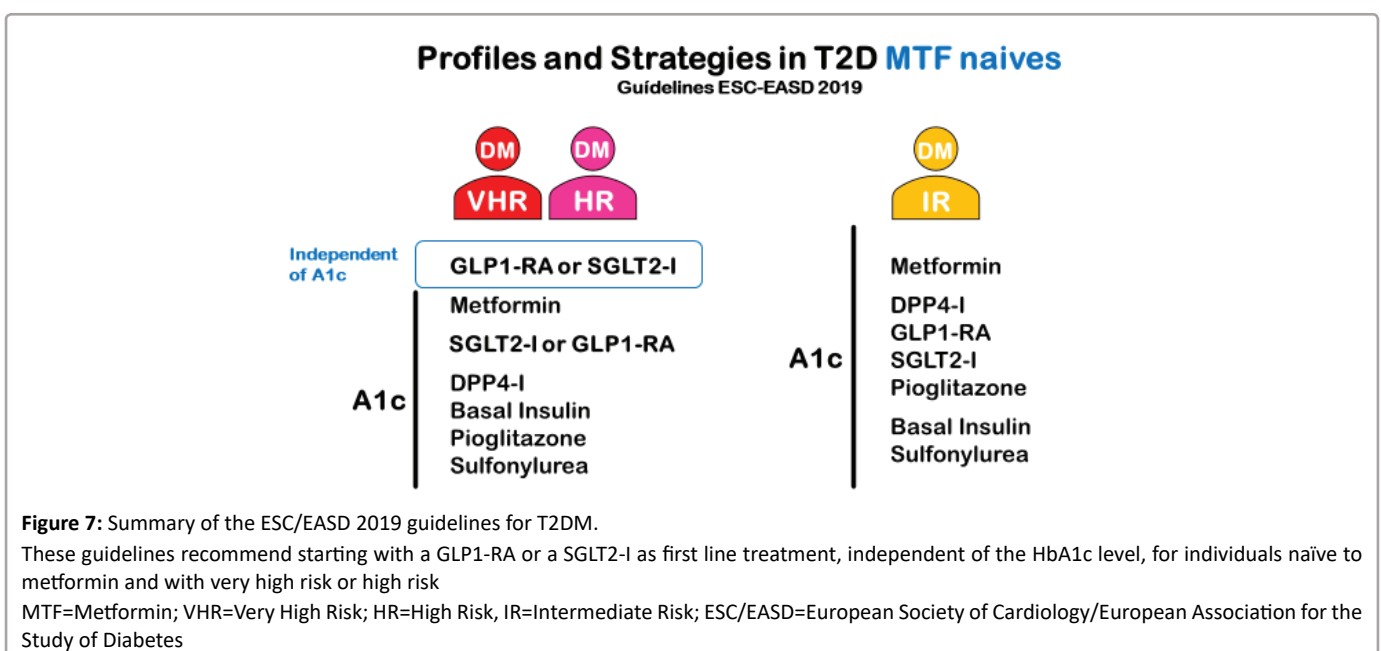 Profiles and Strategies in T2D MTF naives
Guídelines ESC-EASD 2019
DM DM
VHR HR
Independent
of A1c
GLP1-RA or SGLT2-I
Metformin
SGLT2-I or GLP1-RA
A1c
DPP4-I
Basal Insulin
Pioglitazone
Sulfonylurea
DM
IR
A1c
Metformin
DPP4-I
GLP1-RA
SGLT2-I
Pioglitazone
Basal Insulin
Sulfonylurea
Figure 7: Summary of the ESC/EASD 2019 guidelines for T2DM.
These guidelines recommend starting with a GLP1-RA or a SGLT2-I as first line treatment, independent of the HbA1c level, for individuals naïve to
metformin and with very high risk or high risk
MTF=Metformin; VHR=Very High Risk; HR=High Risk, IR=Intermediate Risk; ESC/EASD=European Society of Cardiology/European Association for the
Study of Diabetes